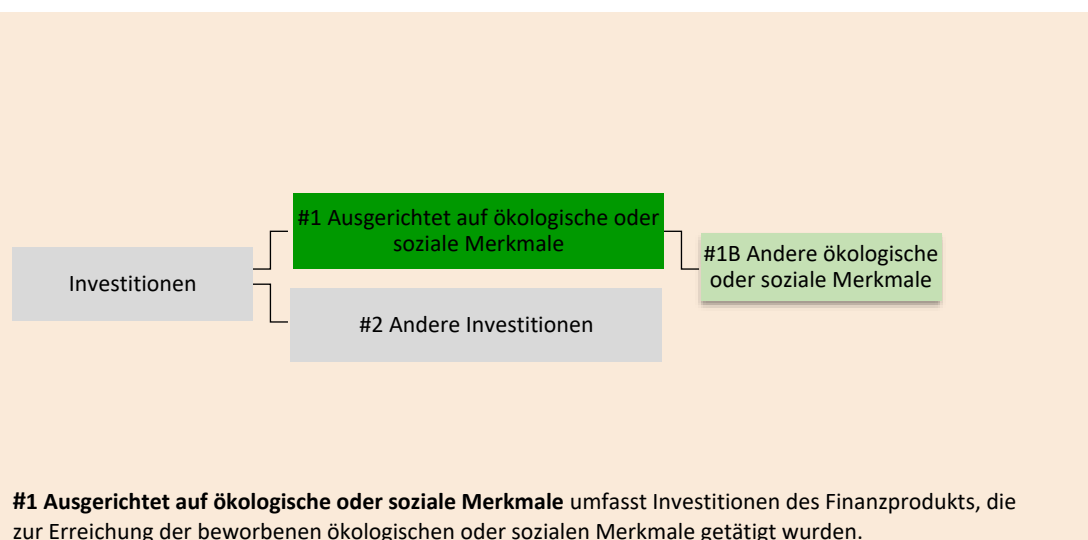 #1 Ausgerichtet auf ökologische oder
soziale Merkmale
#1B Andere ökologische
oder soziale Merkmale
Investitionen
#2 Andere Investitionen
#1 Ausgerichtet auf ökologische oder soziale Merkmale umfasst Investitionen des Finanzprodukts, die
zur Erreichung der beworbenen ökologischen oder sozialen Merkmale getätigt wurden.